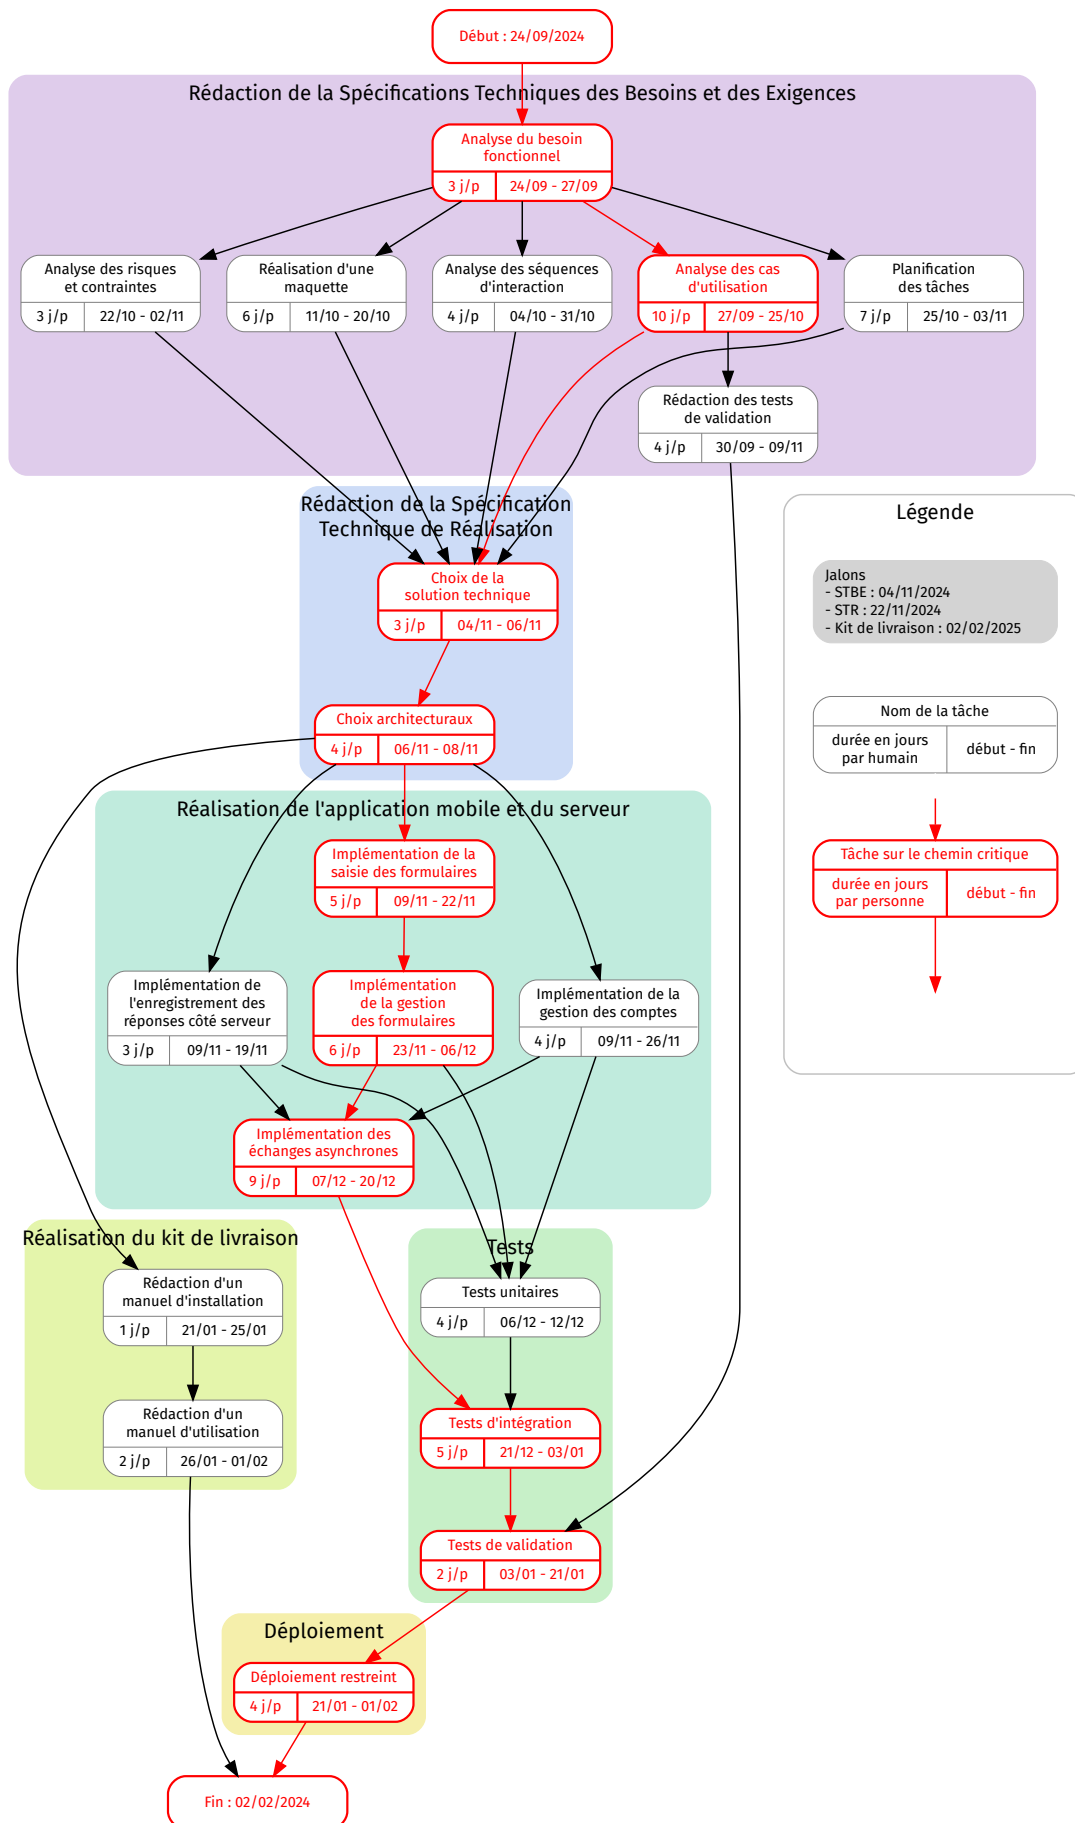 Début : 24/09/2024
Rédaction de la Spécifications Techniques des Besoins et des Exigences
Analyse du besoin
fonctionnel
3 j/p
24/09 - 27/09
Analyse des risques
et contraintes
3 j/p
22/10 - 02/11
Réalisation d'une
maquette
6 j/p
11/10 - 20/10
Analyse des séquences
d'interaction
4 j/p
04/10 - 31/10
Analyse des cas
d'utilisation
10 j/p
27/09 - 25/10
Planification
des tâches
7 j/p
25/10 - 03/11
Rédaction des tests
de validation
4 j/p
30/09 - 09/11
Rédaction de la Spécification
Technique de Réalisation
Choix de la
solution technique
3 j/p
04/11 - 06/11
Choix architecturaux
4 j/p
06/11 - 08/11
Légende
Jalons
- STBE : 04/11/2024
- STR : 22/11/2024
- Kit de livraison : 02/02/2025
Nom de la tâche
durée en jours
par humain
début - fin
Tâche sur le chemin critique
durée en jours
par personne
début - fin
Réalisation de l'application mobile et du serveur
Implémentation de la
saisie des formulaires
5 j/p
09/11 - 22/11
Implémentation de
l'enregistrement des
réponses côté serveur
3 j/p
09/11 - 19/11
Implémentation
de la gestion
des formulaires
6 j/p
23/11 - 06/12
Implémentation de la
gestion des comptes
4 j/p
09/11 - 26/11
Implémentation des
échanges asynchrones
9 j/p
07/12 - 20/12
Réalisation du kit de livraison
Rédaction d'un
manuel d'installation
1 j/p
21/01 - 25/01
Rédaction d'un
manuel d'utilisation
2 j/p
26/01 - 01/02
Tests
Tests unitaires
4 j/p
06/12 - 12/12
Tests d'intégration
5 j/p
21/12 - 03/01
Tests de validation
2 j/p
03/01 - 21/01
Déploiement
Déploiement restreint
4 j/p
21/01 - 01/02
Fin : 02/02/2024